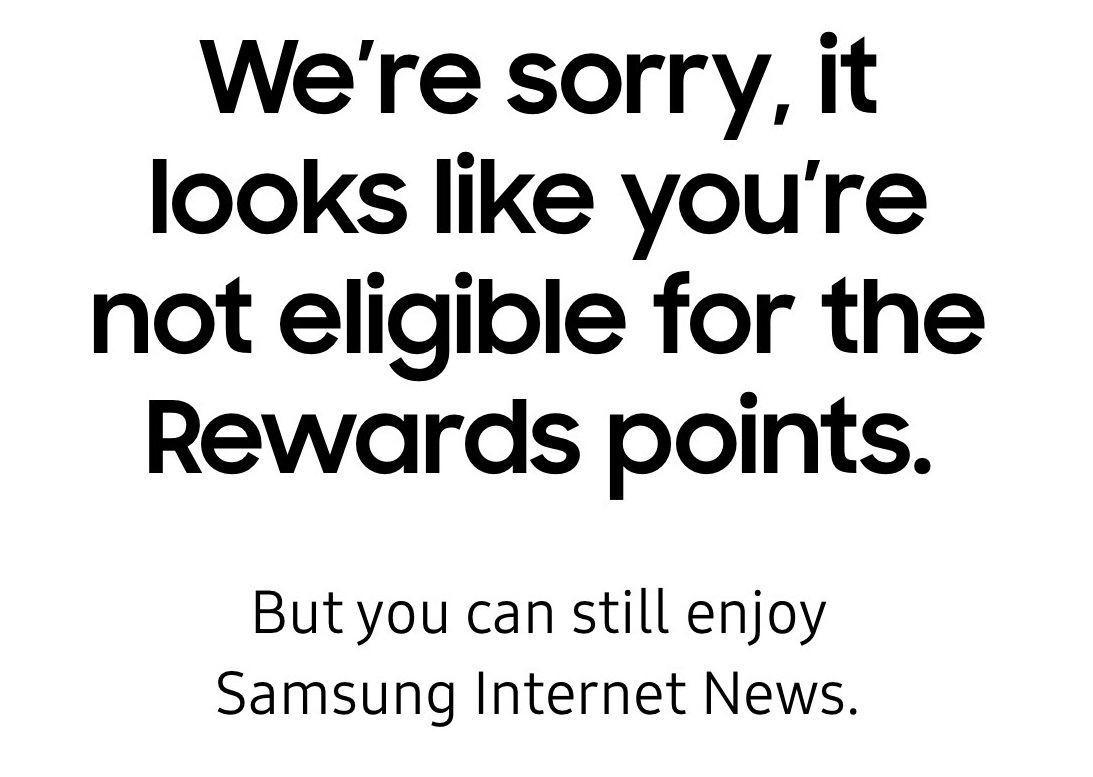 We’re sorry, it
looks like you’re
not eligible for the
Rewards points.
But you can still enjoy
Samsung Internet News.